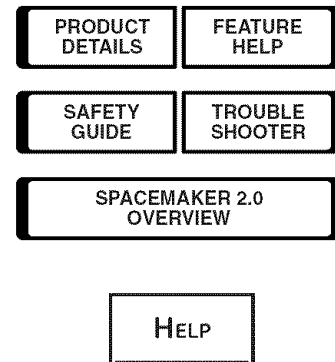 PRODUCT
DETAILS
FEATURE
HELP
SAFETY
GUIDE
TROUBLE
SHOOTER
SPACEMAKER 2.0
OVERVIEW
HELP